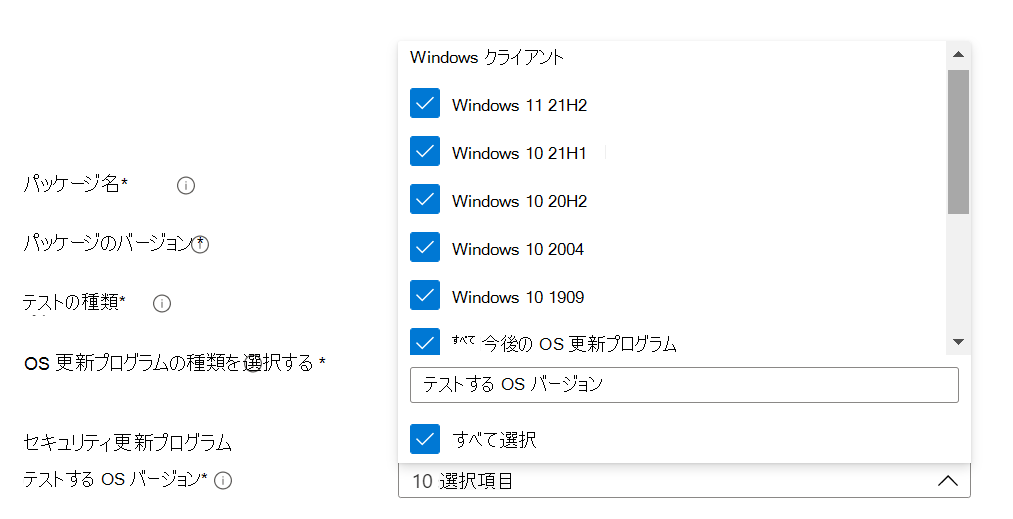 Windows クライアント
Windows 11 21H2
Windows 10 21H1
Windows 10 20H2
Windows 10 2004
Windows 10 1909
すべて 今後の OS 更新プログラム
テストする OS バージョン
すべて選択
10 選択項目
パッケージ名*
パッケージのバージョン*
テストの種類*
OS 更新プログラムの種類を選択する *
セキュリティ更新プログラム
テストする OS バージョン*